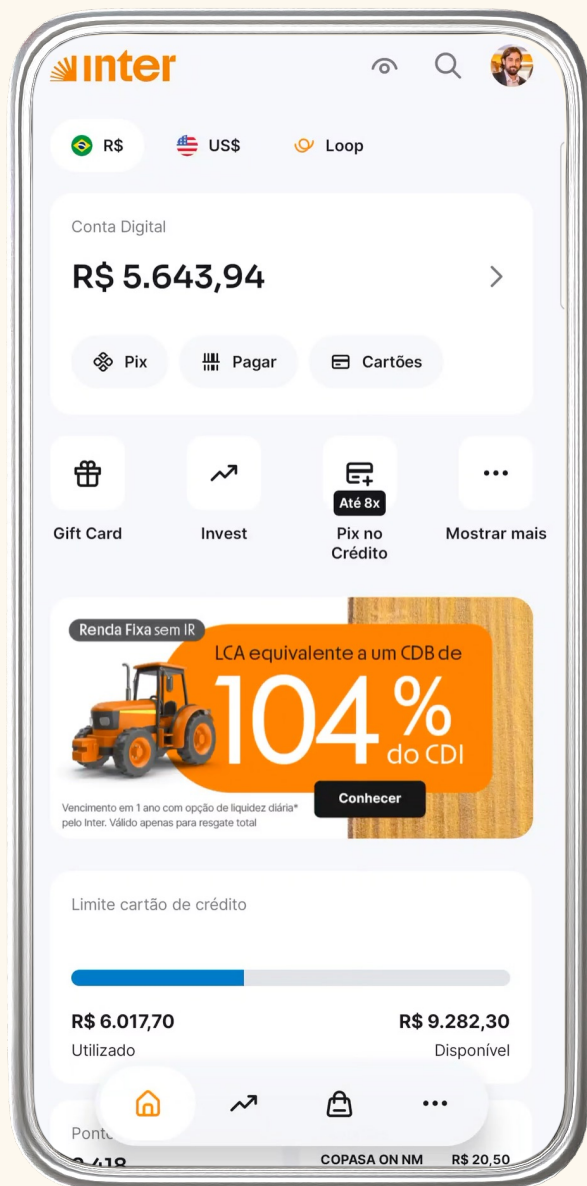 inter
R$ US$ Loop
Conta Digital
R$ 5.643,94
Pix Pagar Cartões
Até 8x
Gift Card Invest Pix no Crédito Mostrar mais
Renda Fixa sem IR
LCA equivalente a um CDB de
104%
do CDI
Conhecer
Vencimento em 1 ano com opção de liquidez diária*
pelo Inter. Válido apenas para resgate total
Limite cartão de crédito
R$ 6.017,70 R$ 9.282,30
Utilizado Disponível
COPASA ON NM R$ 20,50